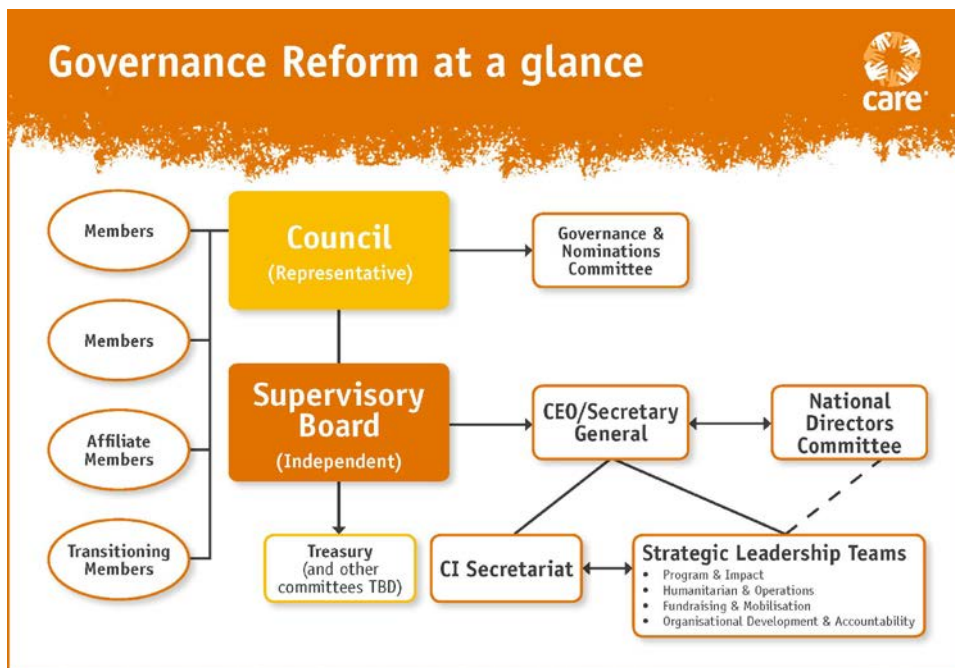 Governance Reform at a glance
care
Members
Council
(Representative)
Governance &
Nominations
Committee
Members
Supervisory
Board
(Independent)
CEO/Secretary
General
National
Directors
Committee
Affiliate
Members
Transitioning
Members
Treasury
(and other
committees TBD)
CI Secretariat
Strategic Leadership Teams
• Program & Impact
• Humanitarian & Operations
• Fundraising & Mobilisation
• Organisational Development & Accountability